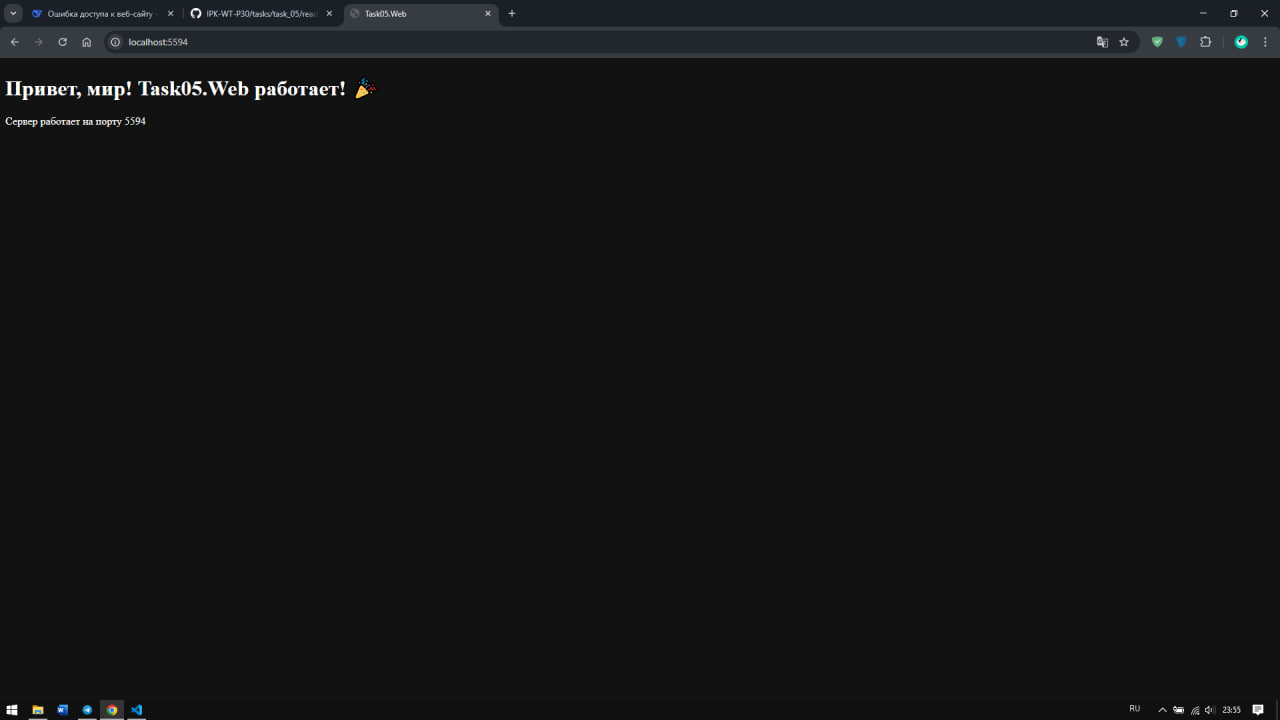 Ошибка доступа к веб-сайту -
IPK-WT-P30/tasks/task_05/read
Task05.Web
localhost:5594
Привет, мир! Task05.Web работает! 🎉
Сервер работает на порту 5594
RU
23:55